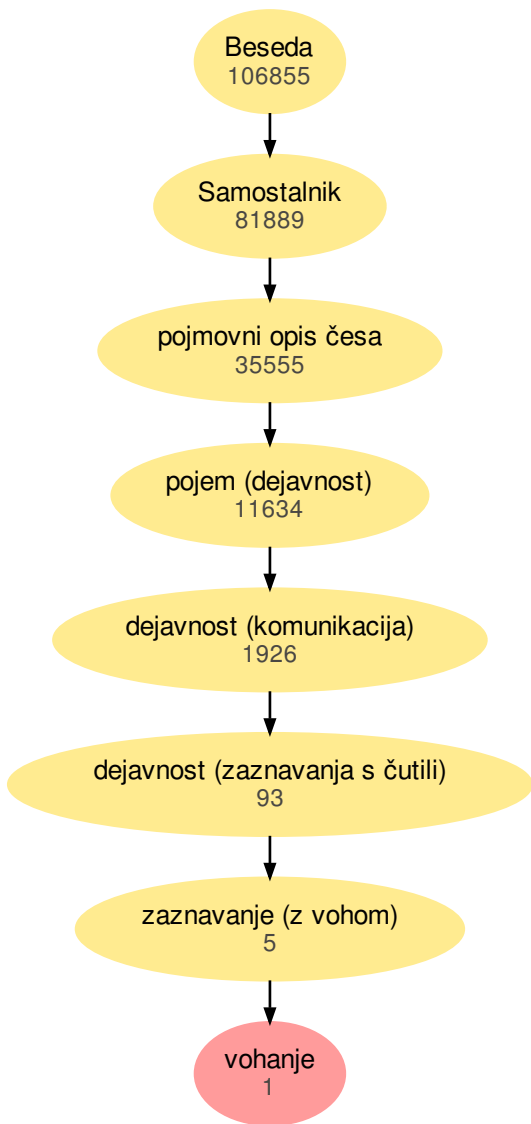 Beseda
106855
Samostalnik
81889
pojmovni opis česa
35555
pojem (dejavnost)
11634
dejavnost (komunikacija)
1926
dejavnost (zaznavanja s čutili)
93
zaznavanje (z vohom)
5
vohanje
1